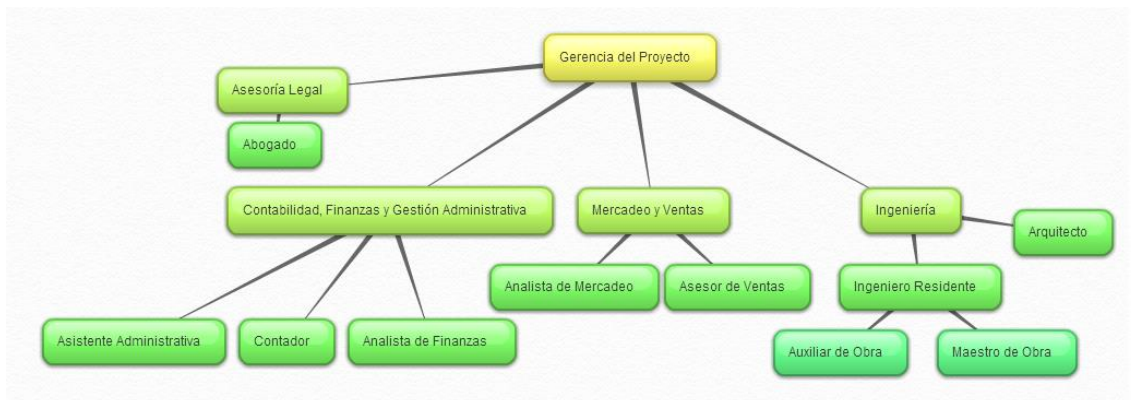 Gerencia del Proyecto
Asesoría Legal
Abogado
Contabilidad, Finanzas y Gestión Administrativa
Mercadeo y Ventas
Ingeniería
Arquitecto
Analista de Mercadeo
Asesor de Ventas
Ingeniero Residente
Asistente Administrativa
Contador
Analista de Finanzas
Auxiliar de Obra
Maestro de Obra